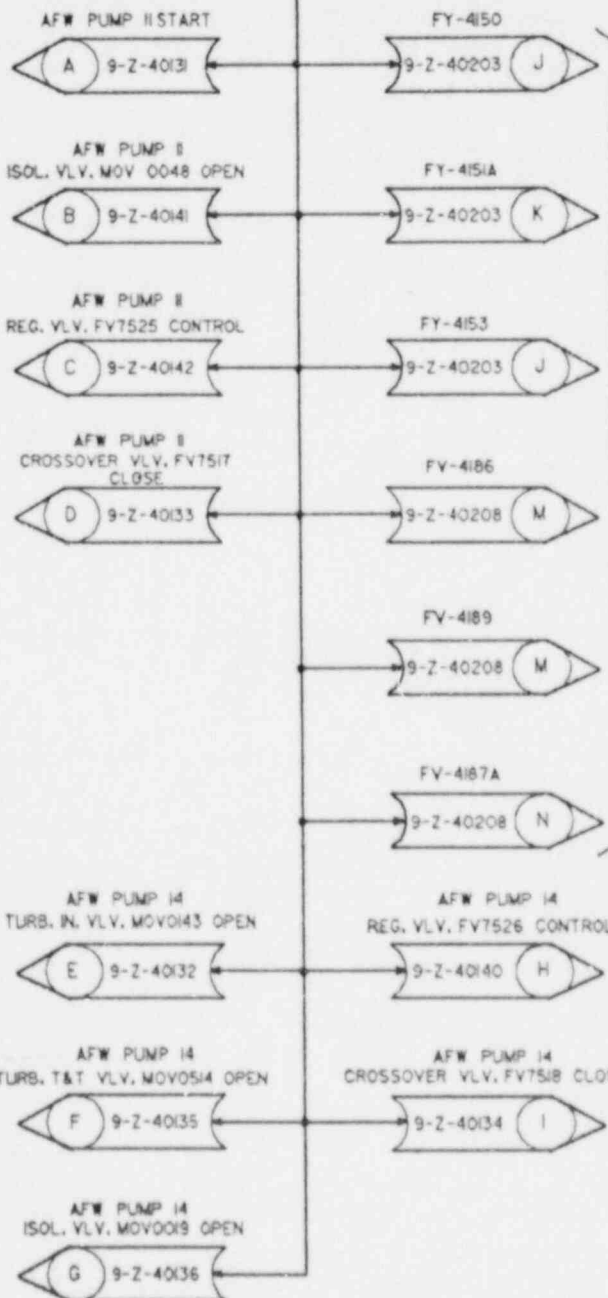 AFW PUMP 11 START
A 9-Z-40131
FY-4150
9-Z-40203 J
AFW PUMP 11
ISOL. VLV. MOV 0048 OPEN
B 9-Z-40141
FY-4151A
9-Z-40203 K
AFW PUMP 11
REG. VLV. FV7525 CONTROL
C 9-Z-40142
FY-4153
9-Z-40203 J
AFW PUMP 11
CROSSOVER VLV. FV7517
CLOSE
D 9-Z-40133
FV-4186
9-Z-40208 M
FV-4189
9-Z-40208 M
FV-4187A
9-Z-40208 N
AFW PUMP 14
TURB. IN. VLV. MOV0143 OPEN
E 9-Z-40132
AFW PUMP 14
REG. VLV. FV7526 CONTROL
9-Z-40140 H
AFW PUMP 14
TURB. T&T VLV. MOV0514 OPEN
F 9-Z-40135
AFW PUMP 14
CROSSOVER VLV. FV7518 CLOS
9-Z-40134 I
AFW PUMP 14
ISOL. VLV. MOV0019 OPEN
G 9-Z-40136